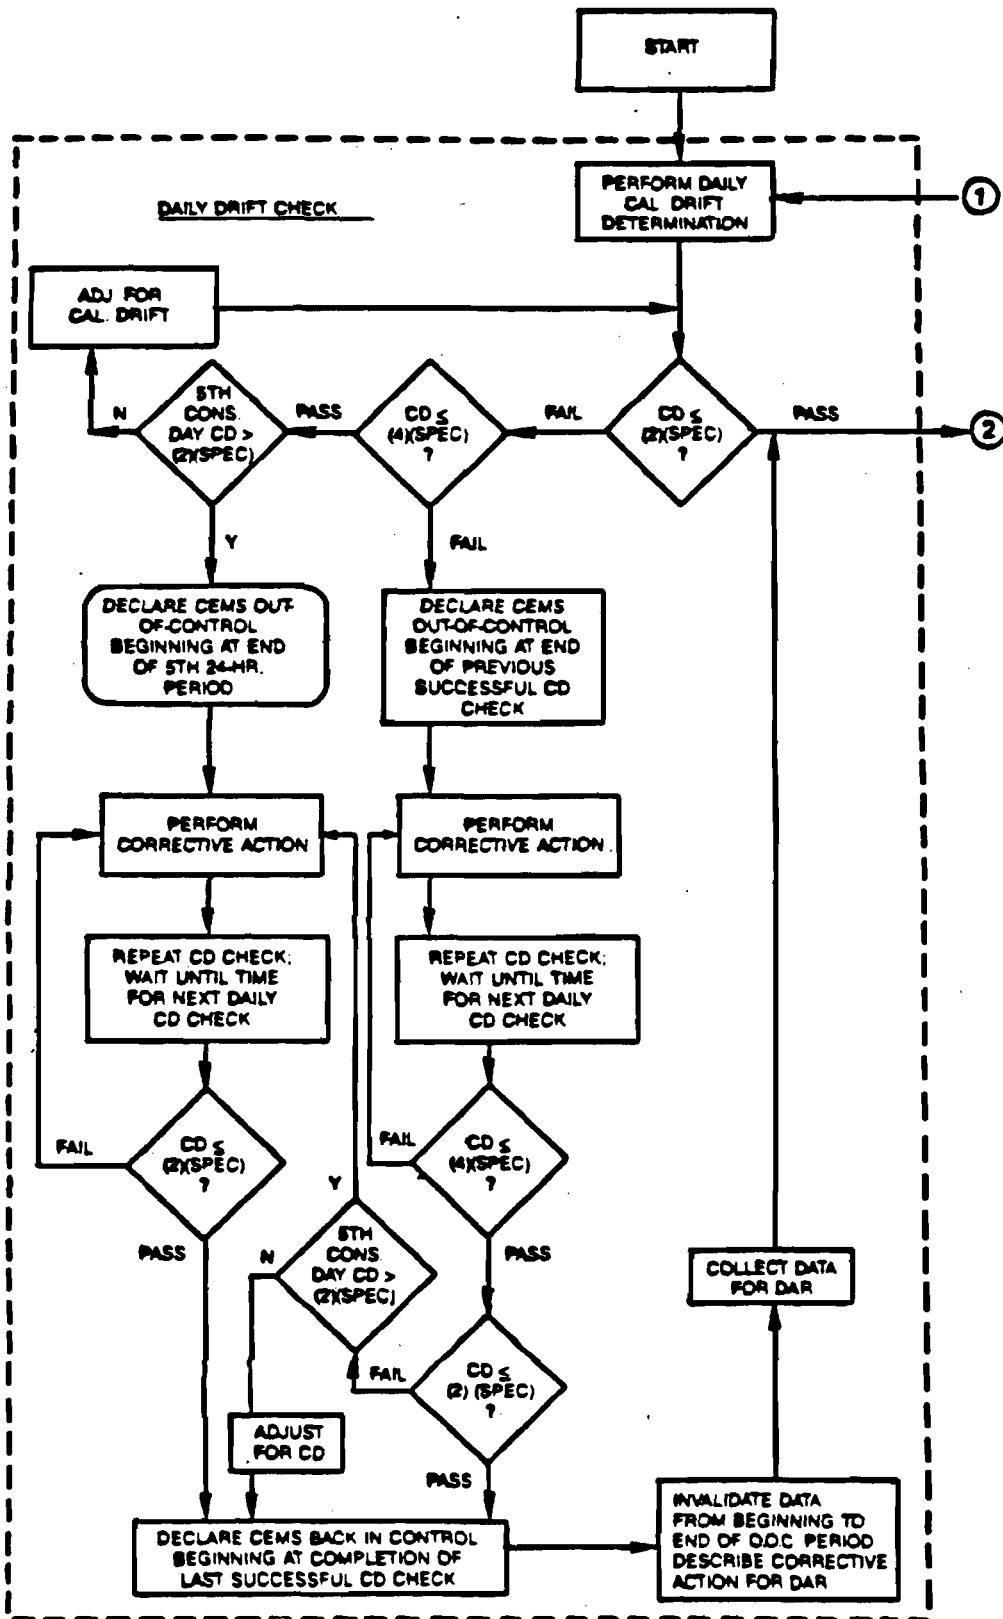 START
DAILY DRIFT CHECK
PERFORM DAILY
CAL DRIFT
DETERMINATION
1
ADJ FOR
CAL. DRIFT
5TH
CONS.
DAY CD >
(2)(SPEC)
N
PASS
CD ≤
(4)(SPEC)
?
FAIL
CD ≤
(2)(SPEC)
?
PASS
2
Y
FAIL
DECLARE CEMS OUT-
OF-CONTROL
BEGINNING AT END
OF 5TH 24-HR.
PERIOD
DECLARE CEMS
OUT-OF-CONTROL
BEGINNING AT END
OF PREVIOUS
SUCCESSFUL CD
CHECK
PERFORM
CORRECTIVE ACTION
PERFORM
CORRECTIVE ACTION
REPEAT CD CHECK;
WAIT UNTIL TIME
FOR NEXT DAILY
CD CHECK
REPEAT CD CHECK;
WAIT UNTIL TIME
FOR NEXT DAILY
CD CHECK
FAIL
CD ≤
(2)(SPEC)
?
FAIL
CD ≤
(4)(SPEC)
?
Y
PASS
N
5TH
CONS.
DAY CD >
(2)(SPEC)
PASS
COLLECT DATA
FOR DAR
FAIL
CD ≤
(2) (SPEC)
?
ADJUST
FOR CD
PASS
DECLARE CEMS BACK IN CONTROL
BEGINNING AT COMPLETION OF
LAST SUCCESSFUL CD CHECK
INVALIDATE DATA
FROM BEGINNING TO
END OF O.O.C PERIOD
DESCRIBE CORRECTIVE
ACTION FOR DAR